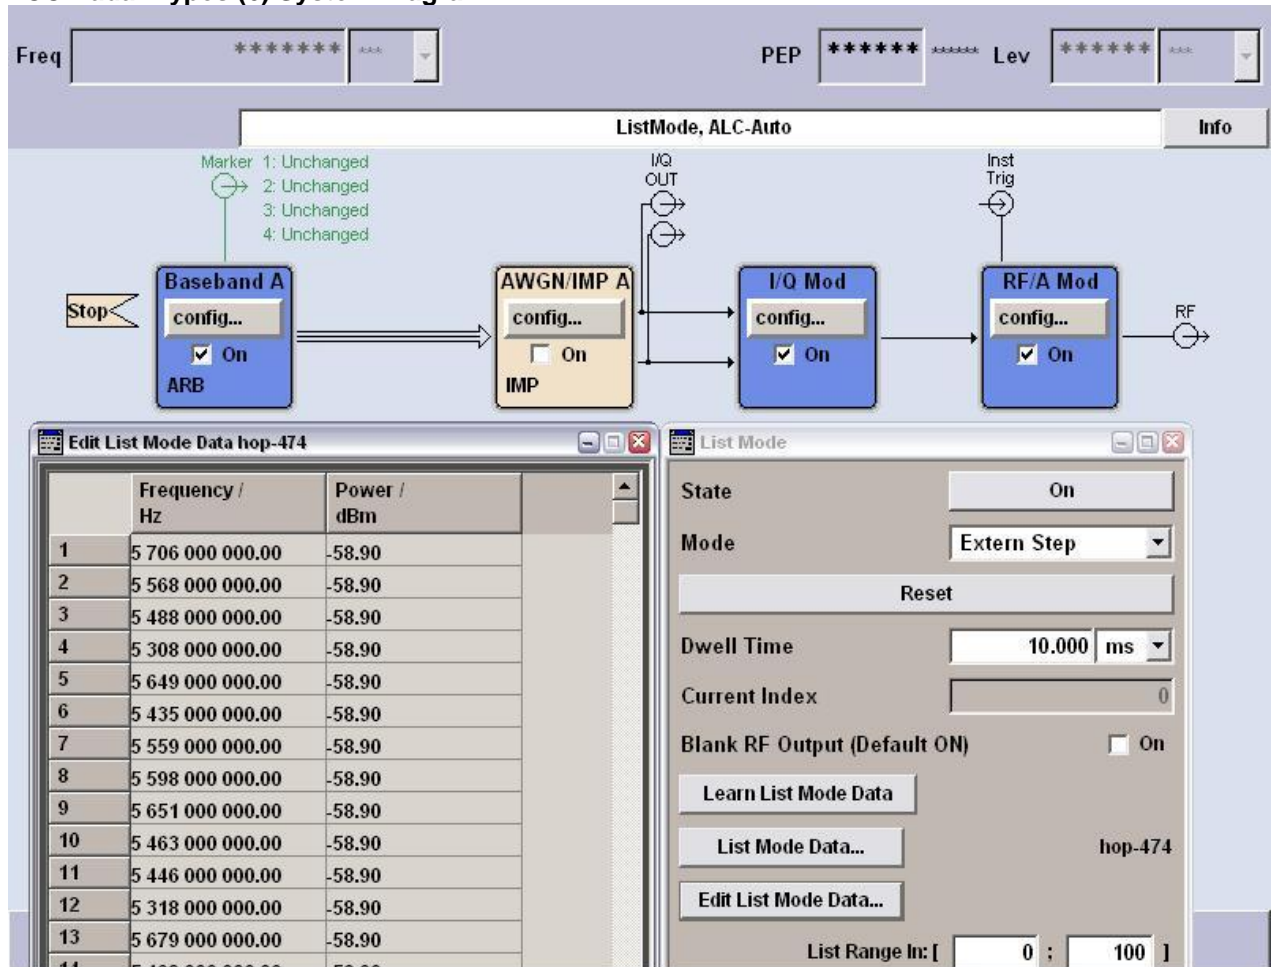 Freq ******* *** PEP ****** ****** Lev ****** ***
ListMode, ALC-Auto Info
Marker 1: Unchanged
2: Unchanged
3: Unchanged
4: Unchanged
I/Q
OUT
Inst
Trig
Stop
Baseband A
config...
On
ARB
AWGN/IMP A
config...
On
IMP
I/Q Mod
config...
On
RF/A Mod
config...
On
RF
Edit List Mode Data hop-474
Frequency / Power /
Hz dBm
1 5 706 000 000.00 -58.90
2 5 568 000 000.00 -58.90
3 5 488 000 000.00 -58.90
4 5 308 000 000.00 -58.90
5 5 649 000 000.00 -58.90
6 5 435 000 000.00 -58.90
7 5 559 000 000.00 -58.90
8 5 598 000 000.00 -58.90
9 5 651 000 000.00 -58.90
10 5 463 000 000.00 -58.90
11 5 446 000 000.00 -58.90
12 5 318 000 000.00 -58.90
13 5 679 000 000.00 -58.90
List Mode
State On
Mode Extern Step
Reset
Dwell Time 10.000 ms
Current Index 0
Blank RF Output (Default ON) On
Learn List Mode Data
List Mode Data... hop-474
Edit List Mode Data...
List Range In: [ 0 ; 100 ]